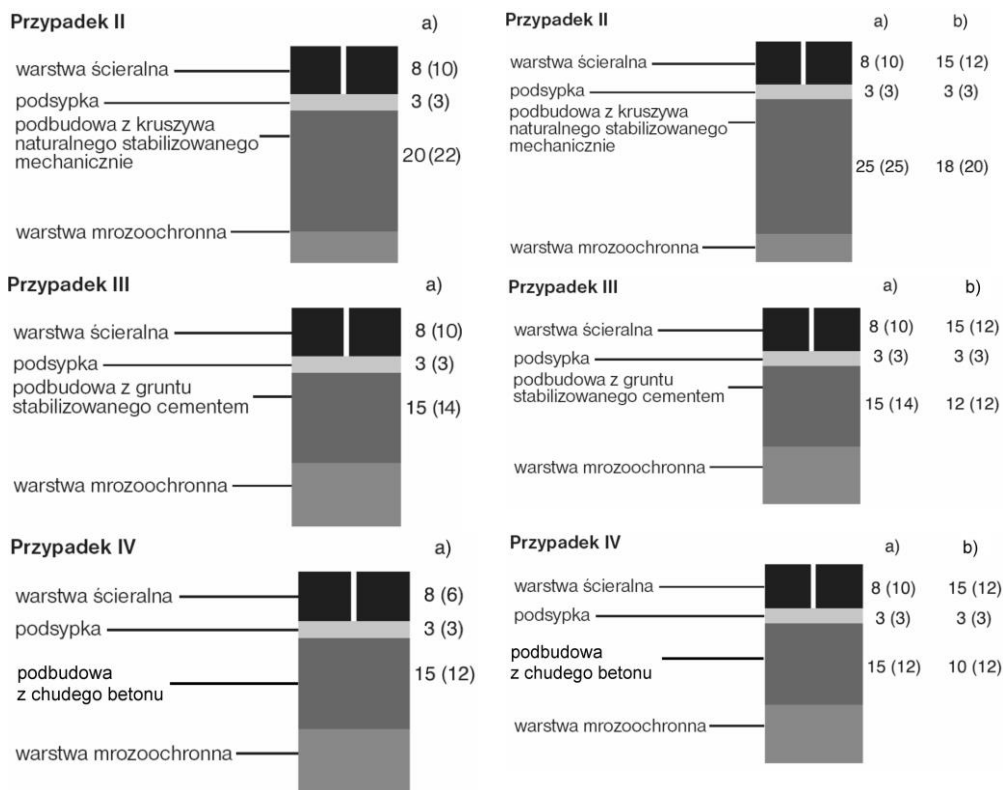 Przypadek II
a)
warstwa ścieralna
8 (10)
podsypka
3 (3)
podbudowa z kruszywa
naturalnego stabilizowanego
mechanicznie
20 (22)
warstwa mrozoochronna
Przypadek III
a)
warstwa ścieralna
8 (10)
podsypka
3 (3)
podbudowa z gruntu
stabilizowanego cementem
15 (14)
warstwa mrozoochronna
Przypadek IV
a)
warstwa ścieralna
8 (6)
podsypka
3 (3)
podbudowa
z chudego betonu
15 (12)
warstwa mrozoochronna
Przypadek II
a) b)
warstwa ścieralna
8 (10) 15 (12)
podsypka
3 (3) 3 (3)
podbudowa z kruszywa
naturalnego stabilizowanego
mechanicznie
25 (25) 18 (20)
warstwa mrozoochronna
Przypadek III
a) b)
warstwa ścieralna
8 (10) 15 (12)
podsypka
3 (3) 3 (3)
podbudowa z gruntu
stabilizowanego cementem
15 (14) 12 (12)
warstwa mrozoochronna
Przypadek IV
a) b)
warstwa ścieralna
8 (10) 15 (12)
podsypka
3 (3) 3 (3)
podbudowa
z chudego betonu
15 (12) 10 (12)
warstwa mrozoochronna